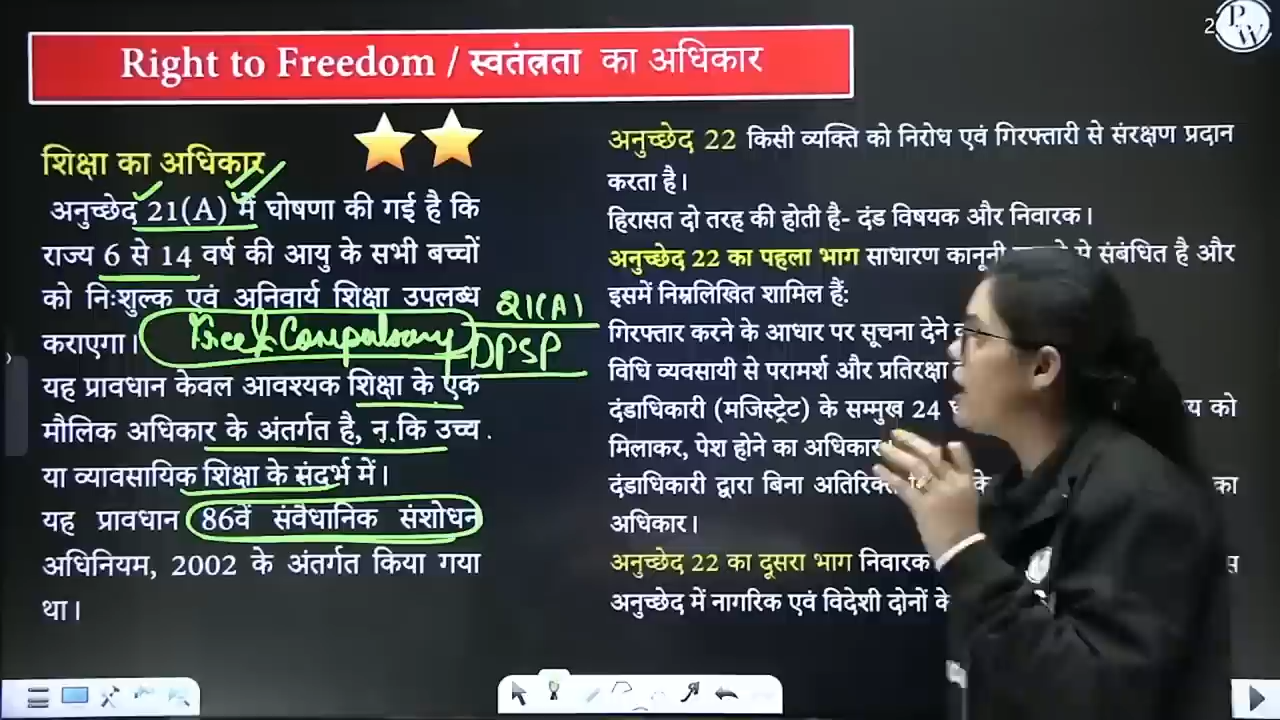 Right to Freedom / स्वतंत्रता का अधिकार
2
PW
शिक्षा का अधिकार
अनुच्छेद 21(A) में घोषणा की गई है कि
राज्य 6 से 14 वर्ष की आयु के सभी बच्चों
को निःशुल्क एवं अनिवार्य शिक्षा उपलब्ध
कराएगा।
Free & Compulsory
21(A)
DPSP
यह प्रावधान केवल आवश्यक शिक्षा के एक
मौलिक अधिकार के अंतर्गत है, न कि उच्च
या व्यावसायिक शिक्षा के संदर्भ में।
यह प्रावधान 86वें संवैधानिक संशोधन
अधिनियम, 2002 के अंतर्गत किया गया
था।
अनुच्छेद 22 किसी व्यक्ति को निरोध एवं गिरफ्तारी से संरक्षण प्रदान
करता है।
हिरासत दो तरह की होती है- दंड विषयक और निवारक।
अनुच्छेद 22 का पहला भाग साधारण कानूनी से संबंधित है और
इसमें निम्नलिखित शामिल हैं:
गिरफ्तार करने के आधार पर सूचना देने
विधि व्यवसायी से परामर्श और प्रतिरक्षा
दंडाधिकारी (मजिस्ट्रेट) के सम्मुख 24 को
मिलाकर, पेश होने का अधिकार
दंडाधिकारी द्वारा बिना अतिरिक्त का
अधिकार।
अनुच्छेद 22 का दूसरा भाग निवारक
अनुच्छेद में नागरिक एवं विदेशी दोनों के